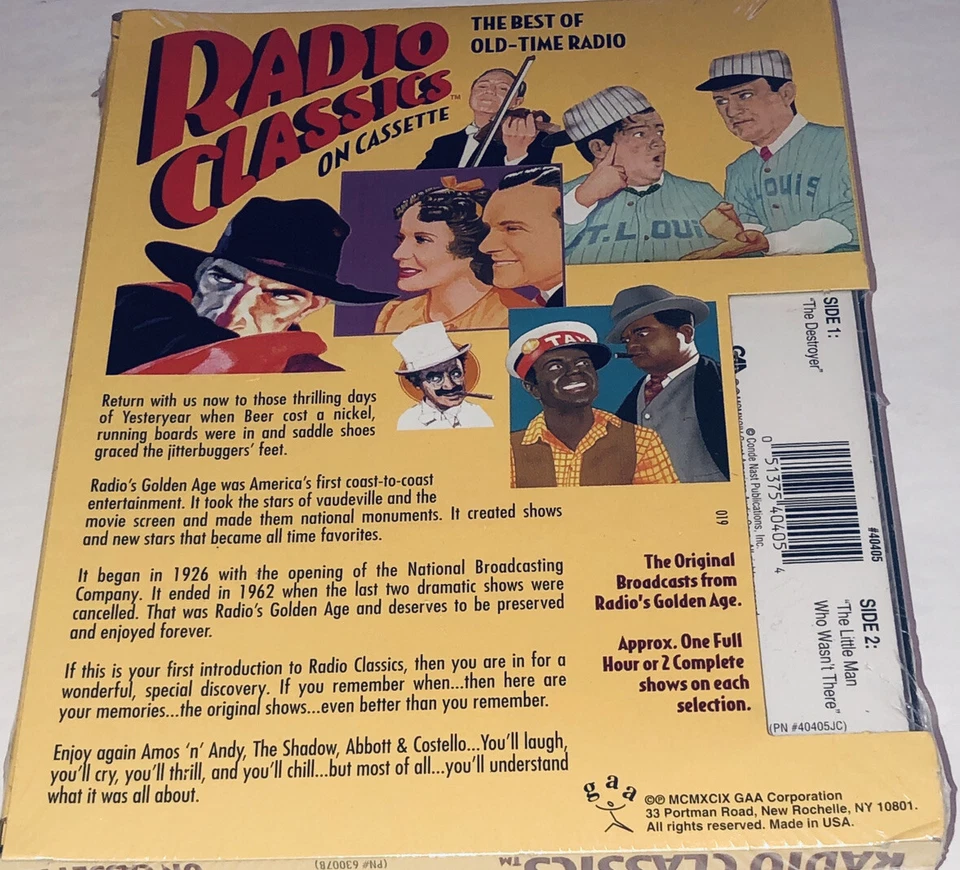 RADIO
CLASSICS™
ON CASSETTE
THE BEST OF
OLD-TIME RADIO
ST. LOUI
LOUIS
TAX
Return with us now to those thrilling days
of Yesteryear when Beer cost a nickel,
running boards were in and saddle shoes
graced the jitterbuggers' feet.
Radio's Golden Age was America's first coast-to-coast
entertainment. It took the stars of vaudeville and the
movie screen and made them national monuments. It created shows
and new stars that became all time favorites.
It began in 1926 with the opening of the National Broadcasting
Company. It ended in 1962 when the last two dramatic shows were
cancelled. That was Radio's Golden Age and deserves to be preserved
and enjoyed forever.
If this is your first introduction to Radio Classics, then you are in for a
wonderful, special discovery. If you remember when...then here are
your memories...the original shows...even better than you remember.
Enjoy again Amos 'n' Andy, The Shadow, Abbott & Costello...You'll laugh,
you'll cry, you'll thrill, and you'll chill...but most of all...you'll understand
what it was all about.
019
The Original
Broadcasts from
Radio's Golden Age.
Approx. One Full
Hour or 2 Complete
shows on each
selection.
SIDE 1:
"The Destroyer"
© Conde Nast Publications, Inc.
0 51375 40405 4
#40405
SIDE 2:
"The Little Man
Who Wasn't There"
(PN #40405JC)
gaa
©℗ MCMXCIX GAA Corporation
33 Portman Road, New Rochelle, NY 10801.
All rights reserved. Made in USA.
RADIO CLASSICS™
(PN# 630078)